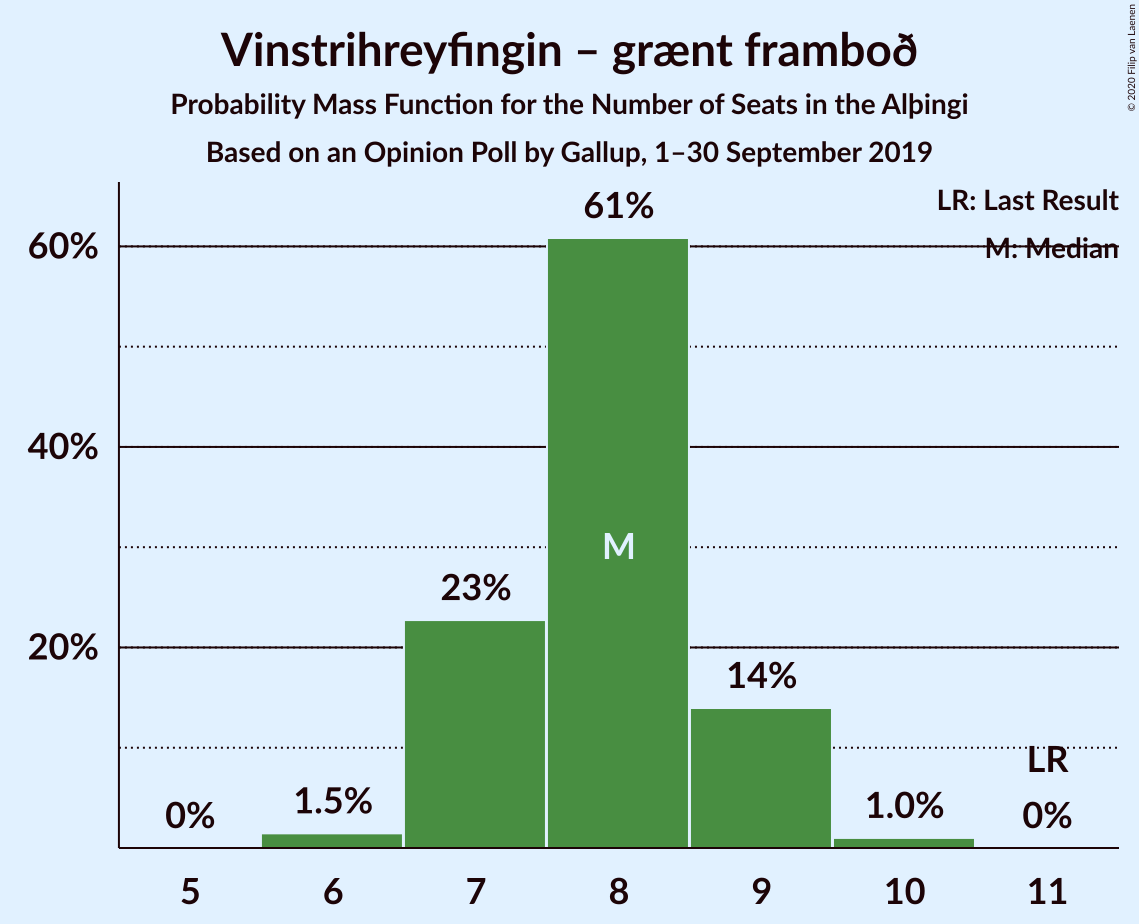 Vinstrihreyfingin – grænt framboð
Probability Mass Function for the Number of Seats in the Alþingi
Based on an Opinion Poll by Gallup, 1–30 September 2019
© 2020 Filip van Laenen
LR: Last Result
M: Median
60%
40%
20%
0%
1.5%
23%
61%
M
14%
1.0%
LR
0%
5 6 7 8 9 10 11